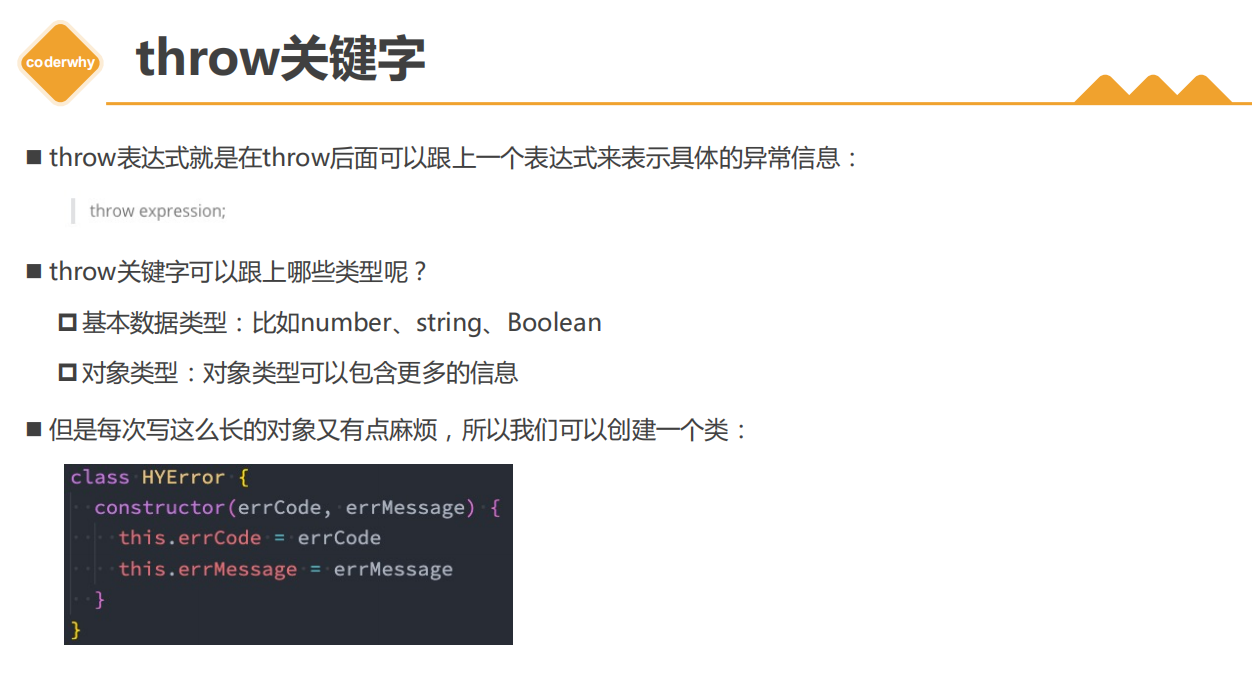 coderwhy
throw关键字
throw表达式就是在throw后面可以跟上一个表达式来表示具体的异常信息：
throw expression;
throw关键字可以跟上哪些类型呢？
基本数据类型：比如number、string、Boolean
对象类型：对象类型可以包含更多的信息
但是每次写这么长的对象又有点麻烦，所以我们可以创建一个类：
class HYError {
constructor(errCode, errMessage) {
this.errCode = errCode
this.errMessage = errMessage
}
}